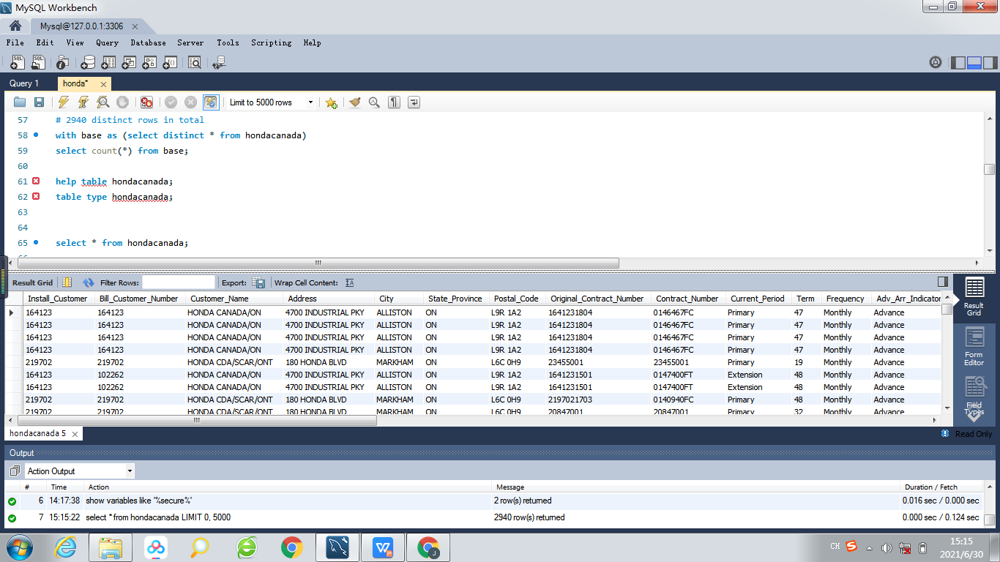 MySQL Workbench
Mysql@127.0.0.1:3306
File Edit View Query Database Server Tools Scripting Help
Query 1 honda*
Limit to 5000 rows
57 # 2940 distinct rows in total
58 with base as (select distinct * from hondacanada)
59 select count(*) from base;
60
61 help table hondacanada;
62 table type hondacanada;
63
64
65 select * from hondacanada;
Result Grid Filter Rows: Export: Wrap Cell Content:
Install_Customer Bill_Customer_Number Customer_Name Address City State_Province Postal_Code Original_Contract_Number Contract_Number Current_Period Term Frequency Adv_Arr_Indicator
164123 164123 HONDA CANADA/ON 4700 INDUSTRIAL PKY ALLISTON ON L9R 1A2 1641231804 0146467FC Primary 47 Monthly Advance
164123 164123 HONDA CANADA/ON 4700 INDUSTRIAL PKY ALLISTON ON L9R 1A2 1641231804 0146467FC Primary 47 Monthly Advance
164123 164123 HONDA CANADA/ON 4700 INDUSTRIAL PKY ALLISTON ON L9R 1A2 1641231804 0146467FC Primary 47 Monthly Advance
164123 164123 HONDA CANADA/ON 4700 INDUSTRIAL PKY ALLISTON ON L9R 1A2 1641231804 0146467FC Primary 47 Monthly Advance
219702 219702 HONDA CDA/SCAR/ONT 180 HONDA BLVD MARKHAM ON L6C 0H9 23455001 23455001 Primary 19 Monthly Advance
164123 102262 HONDA CANADA/ON 4700 INDUSTRIAL PKY ALLISTON ON L9R 1A2 1641231501 0147400FT Extension 48 Monthly Advance
164123 102262 HONDA CANADA/ON 4700 INDUSTRIAL PKY ALLISTON ON L9R 1A2 1641231501 0147400FT Extension 48 Monthly Advance
219702 219702 HONDA CDA/SCAR/ONT 180 HONDA BLVD MARKHAM ON L6C 0H9 2197021703 0140940FC Primary 48 Monthly Advance
219702 219702 HONDA CDA/SCAR/ONT 180 HONDA BLVD MARKHAM ON L6C 0H9 20847001 20847001 Primary 32 Monthly Advance
Result
Grid
Form
Editor
Field
Types
hondacanada 5
Read Only
Output
Action Output
# Time Action Message Duration / Fetch
6 14:17:38 show variables like '%secure%' 2 row(s) returned 0.016 sec / 0.000 sec
7 15:15:22 select * from hondacanada LIMIT 0, 5000 2940 row(s) returned 0.000 sec / 0.124 sec
CH
15:15
2021/6/30